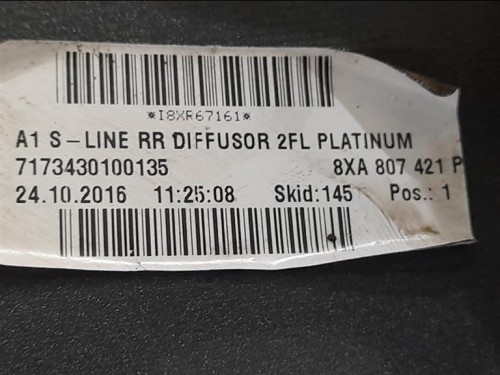 *I8XR67161*
A1 S-LINE RR DIFFUSOR 2FL PLATINUM
7173430100135 8XA 807 421 P
24.10.2016 11:25:08 Skid:145 Pos.: 1